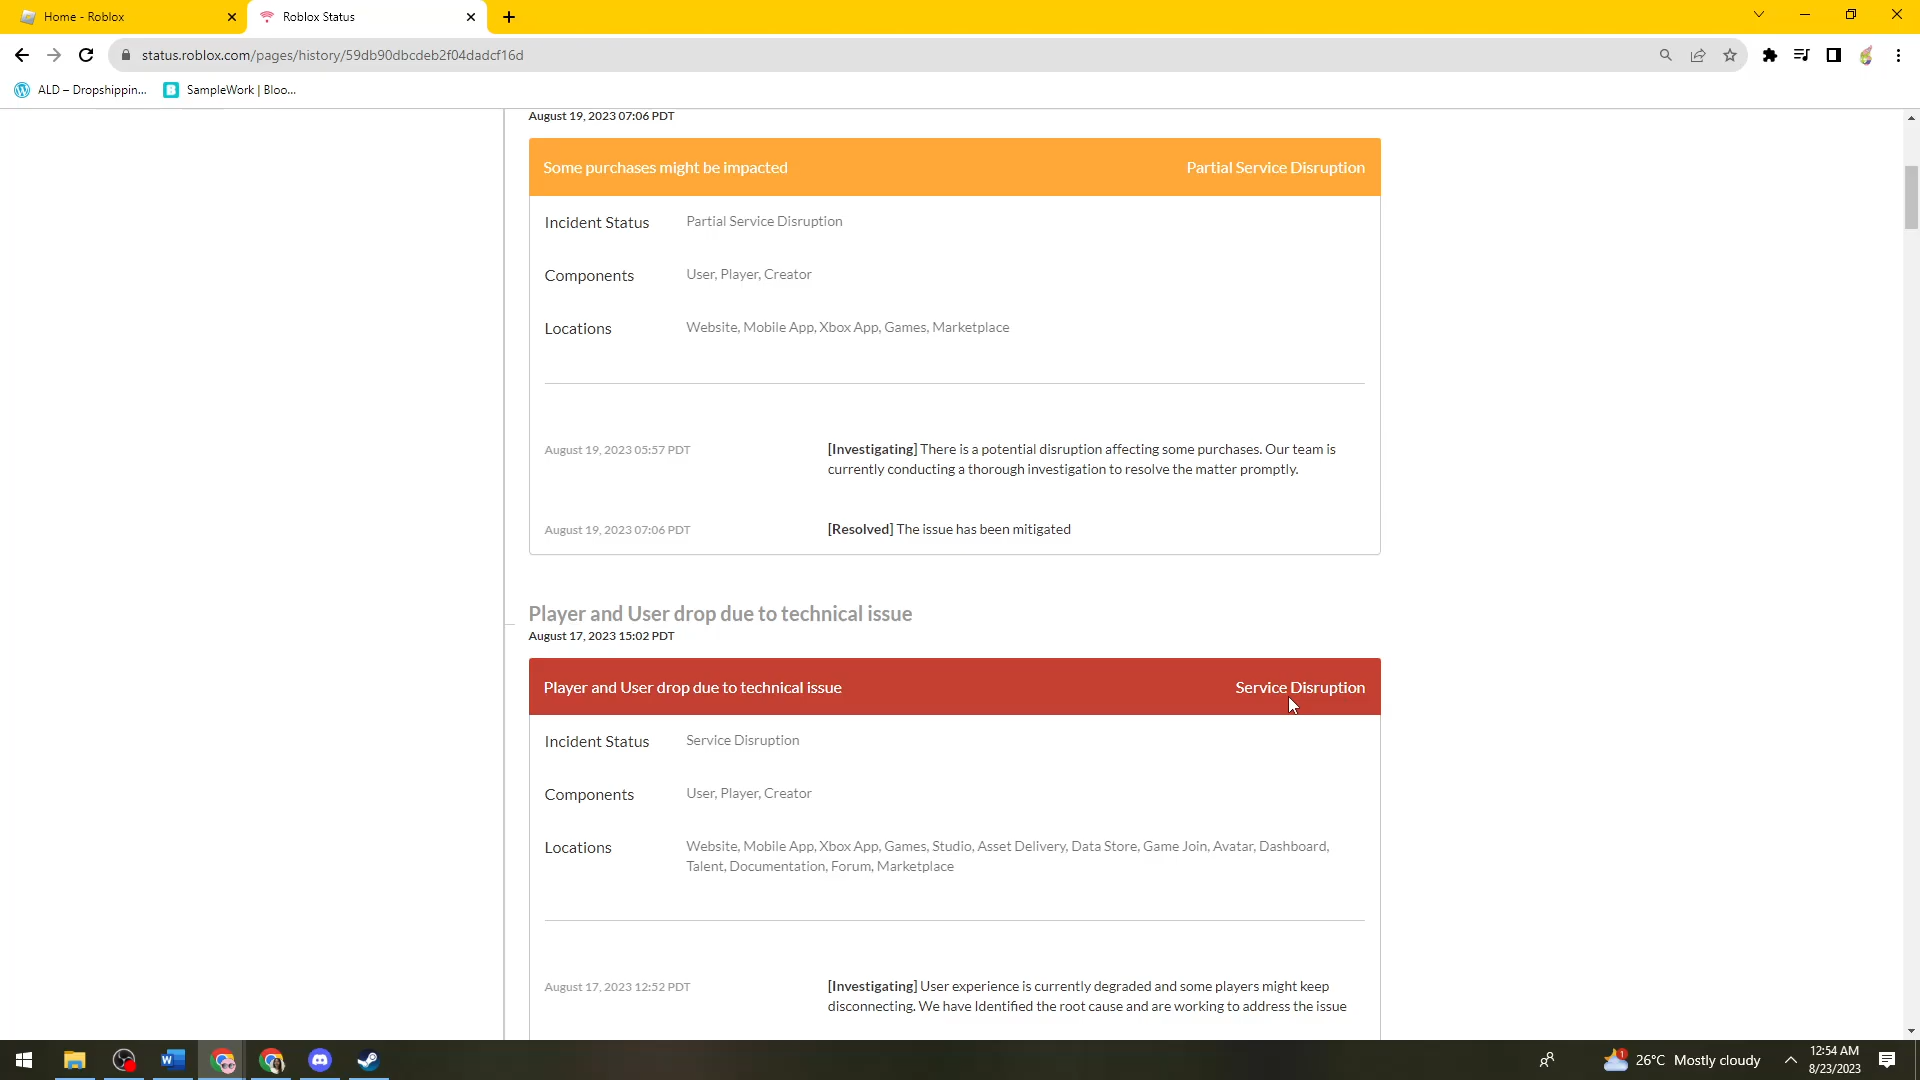 Home - Roblox
Roblox Status
status.roblox.com/pages/history/59db90dbcdeb2f04dadcf16d
ALD – Dropshippin...
SampleWork | Bloo...
August 19, 2023 07:06 PDT
Some purchases might be impacted
Partial Service Disruption
Incident Status
Partial Service Disruption
Components
User, Player, Creator
Locations
Website, Mobile App, Xbox App, Games, Marketplace
August 19, 2023 05:57 PDT
[Investigating] There is a potential disruption affecting some purchases. Our team is
currently conducting a thorough investigation to resolve the matter promptly.
August 19, 2023 07:06 PDT
[Resolved] The issue has been mitigated
Player and User drop due to technical issue
August 17, 2023 15:02 PDT
Player and User drop due to technical issue
Service Disruption
Incident Status
Service Disruption
Components
User, Player, Creator
Locations
Website, Mobile App, Xbox App, Games, Studio, Asset Delivery, Data Store, Game Join, Avatar, Dashboard,
Talent, Documentation, Forum, Marketplace
August 17, 2023 12:52 PDT
[Investigating] User experience is currently degraded and some players might keep
disconnecting. We have Identified the root cause and are working to address the issue
26°C Mostly cloudy
12:54 AM
8/23/2023